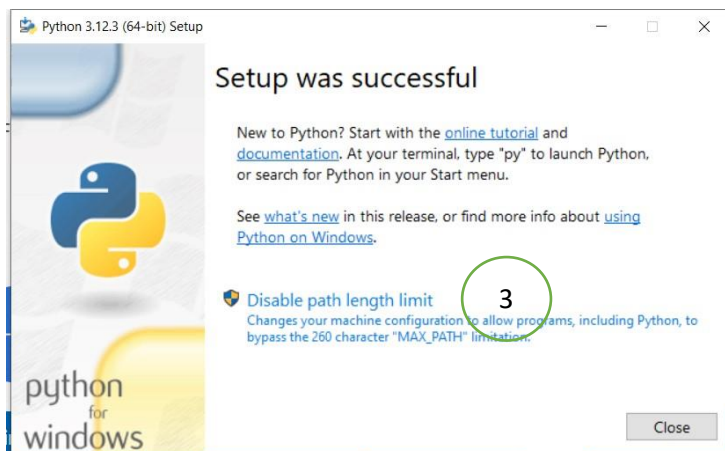 Python 3.12.3 (64-bit) Setup
Setup was successful
New to Python? Start with the online tutorial and
documentation. At your terminal, type "py" to launch Python,
or search for Python in your Start menu.
See what's new in this release, or find more info about using
Python on Windows.
Disable path length limit
3
Changes your machine configuration to allow programs, including Python, to
bypass the 260 character "MAX_PATH" limitation.
python
for
windows
Close